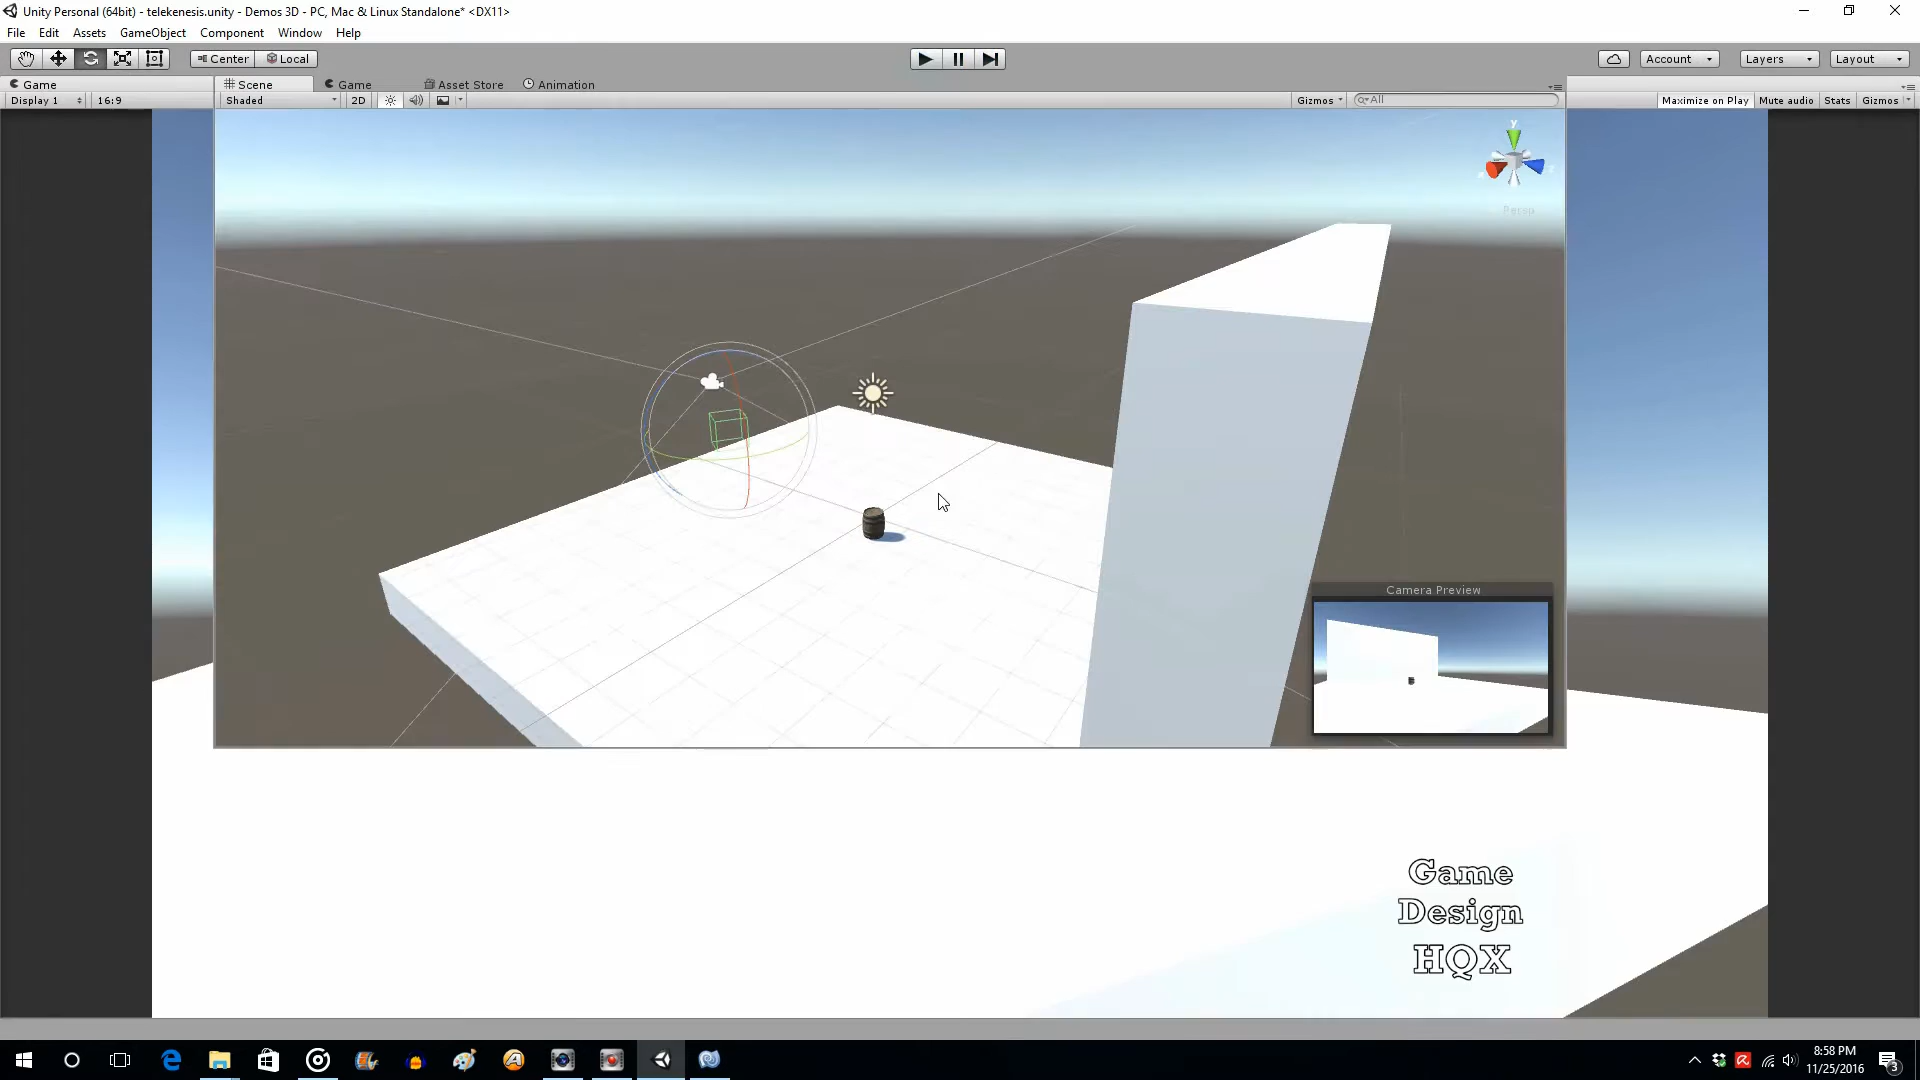 Unity Personal (64bit) - telekenesis.unity - Demos 3D - PC, Mac & Linux Standalone* <DX11>
File Edit Assets GameObject Component Window Help
Center Local Account Layers Layout
Game Scene Game Asset Store Animation
Display 1 16:9 Shaded 2D Gizmos All Maximize on Play Mute audio Stats Gizmos
y
Persp
Camera Preview
Game
Design
HQX
8:58 PM
11/25/2016
3